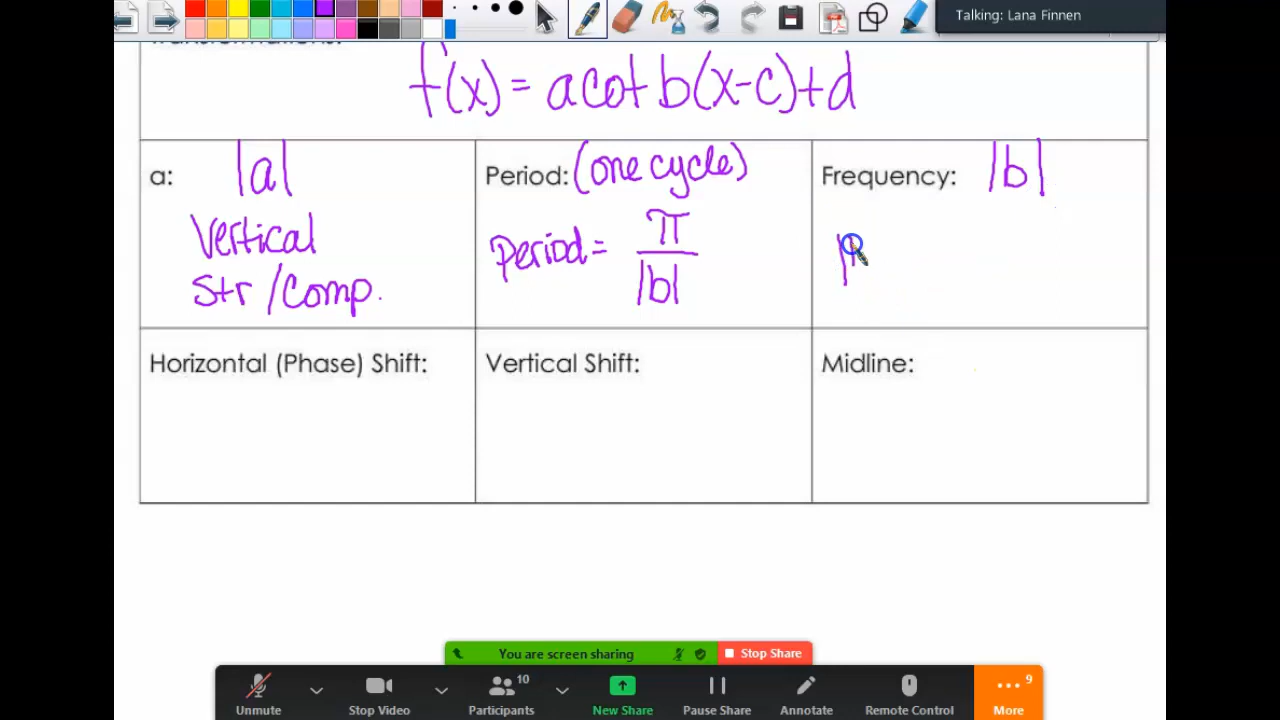 Talking: Lana Finnen
Transformations:
f(x) = a cot b(x-c)+d
a: |a|
Vertical
Str/Comp.
Period: (one cycle)
period = π
|b|
Frequency: |b|
Horizontal (Phase) Shift:
Vertical Shift:
Midline:
You are screen sharing
Stop Share
10
9
Unmute
Stop Video
Participants
New Share
Pause Share
Annotate
Remote Control
More